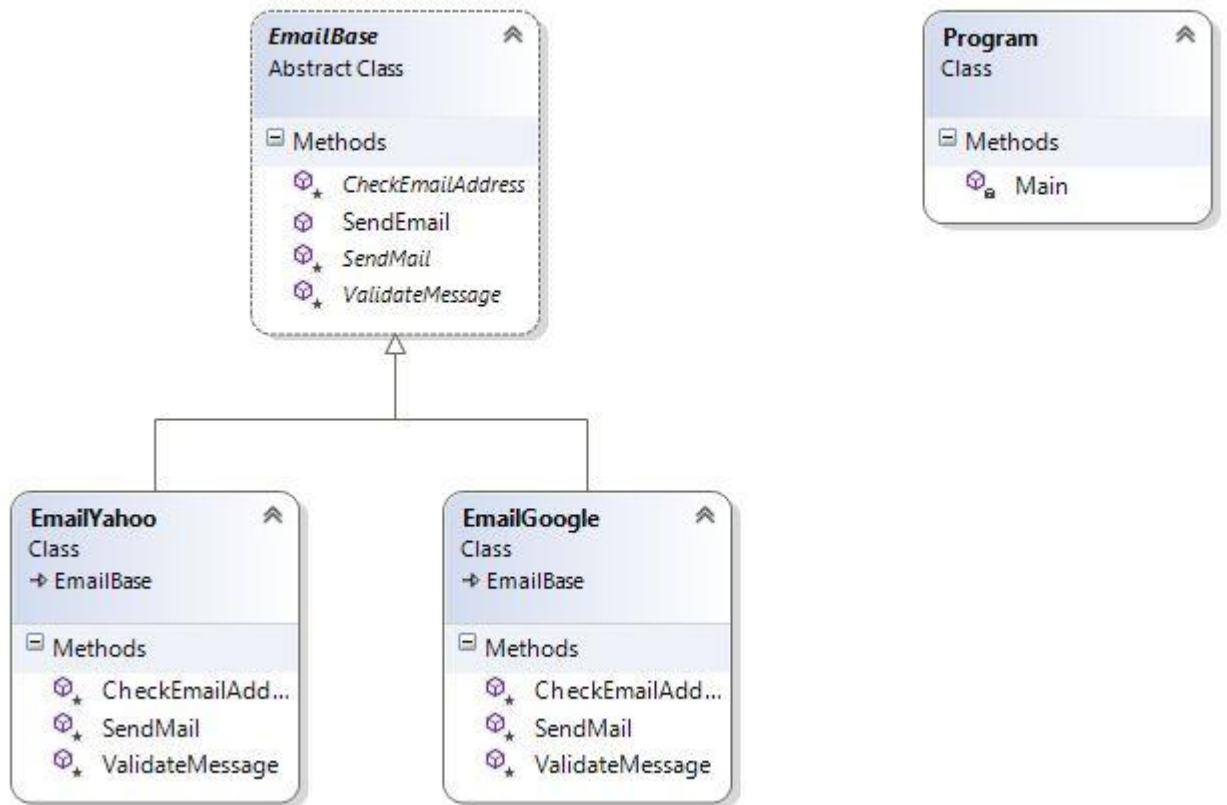 EmailBase
Abstract Class
Methods
CheckEmailAddress
SendEmail
SendMail
ValidateMessage
Program
Class
Methods
Main
EmailYahoo
Class
EmailBase
Methods
CheckEmailAdd...
SendMail
ValidateMessage
EmailGoogle
Class
EmailBase
Methods
CheckEmailAdd...
SendMail
ValidateMessage